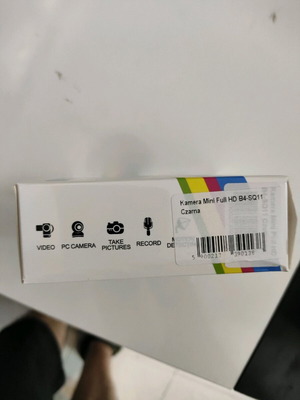 Kamera Mini Full HD B4-SQ11
Czarna
VIDEO
PC CAMERA
TAKE
PICTURES
RECORD